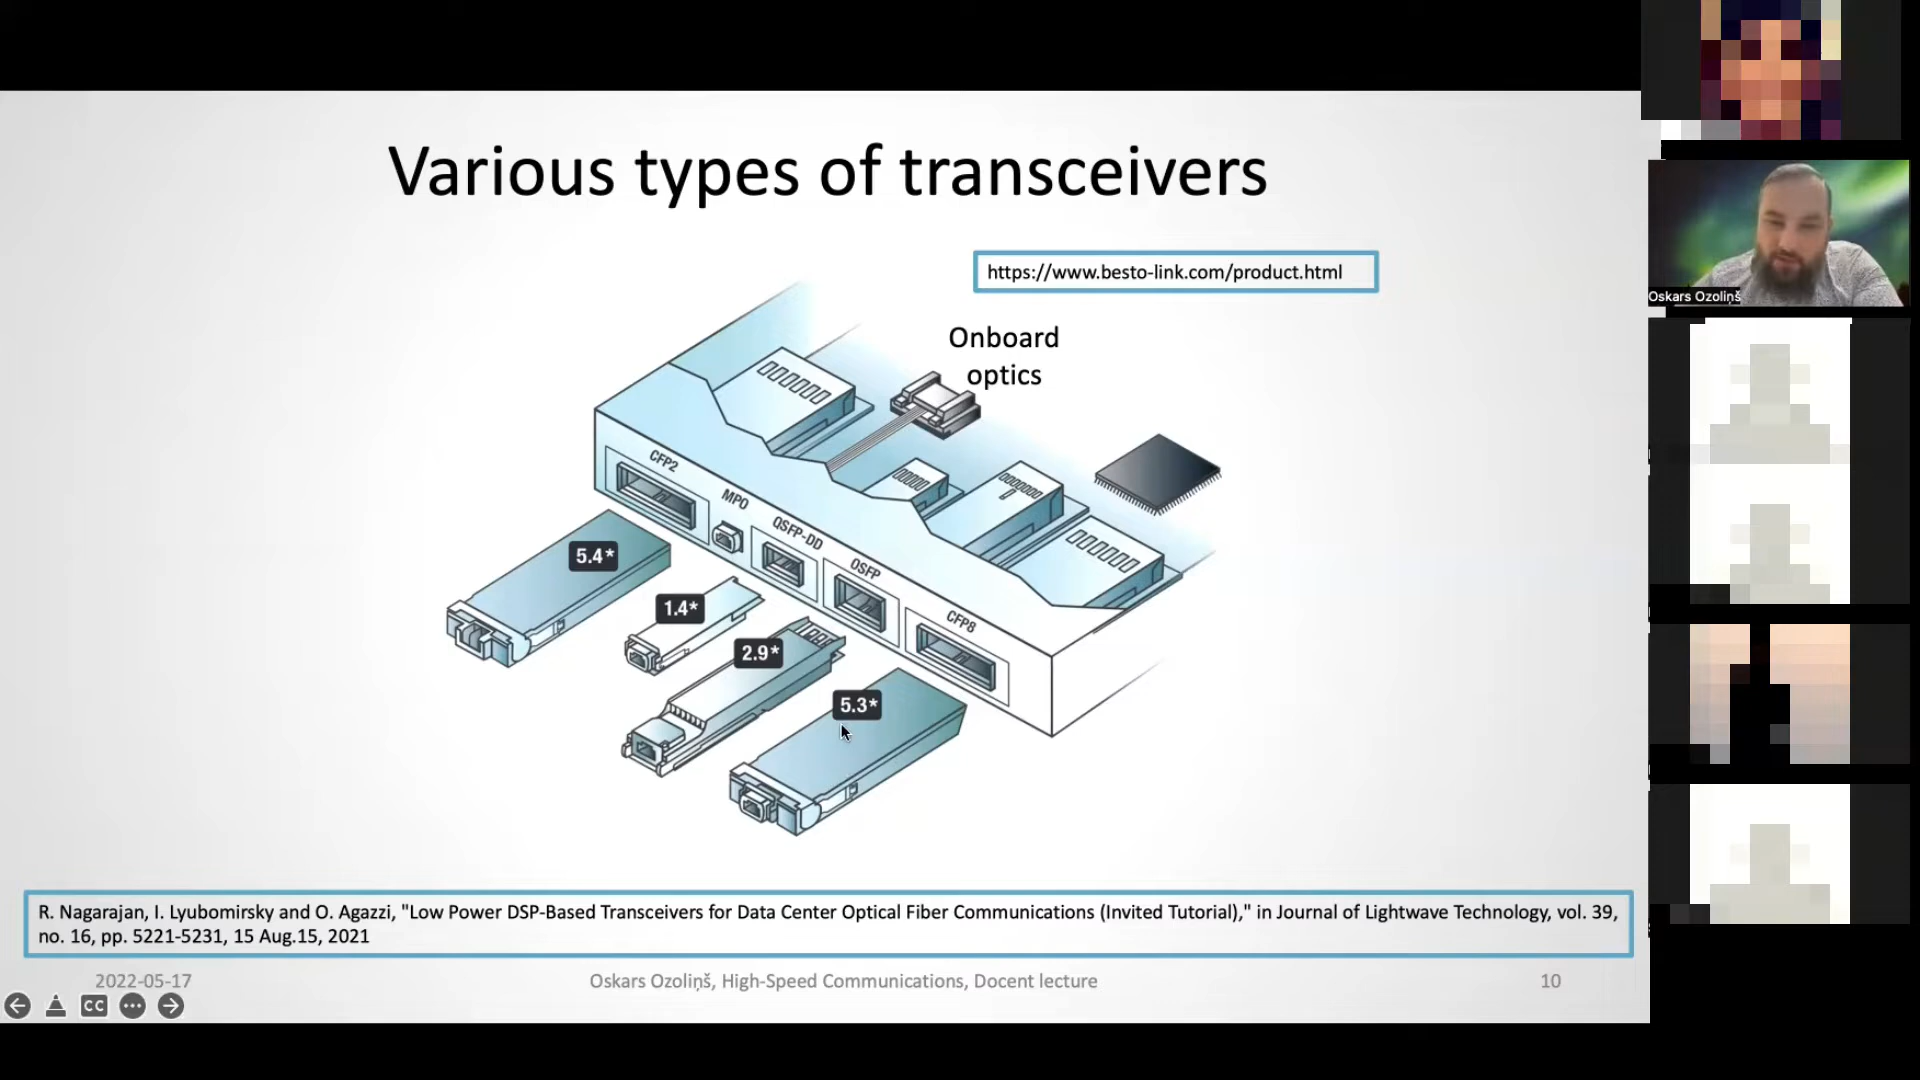 Various types of transceivers
https://www.besto-link.com/product.html
Oskars Ozoliņš
Onboard
optics
CFP2
MPO
QSFP-DD
OSFP
CFP8
5.4*
1.4*
2.9*
5.3*
R. Nagarajan, I. Lyubomirsky and O. Agazzi, "Low Power DSP-Based Transceivers for Data Center Optical Fiber Communications (Invited Tutorial)," in Journal of Lightwave Technology, vol. 39,
no. 16, pp. 5221-5231, 15 Aug.15, 2021
2022-05-17
Oskars Ozoliņš, High-Speed Communications, Docent lecture
10
CC